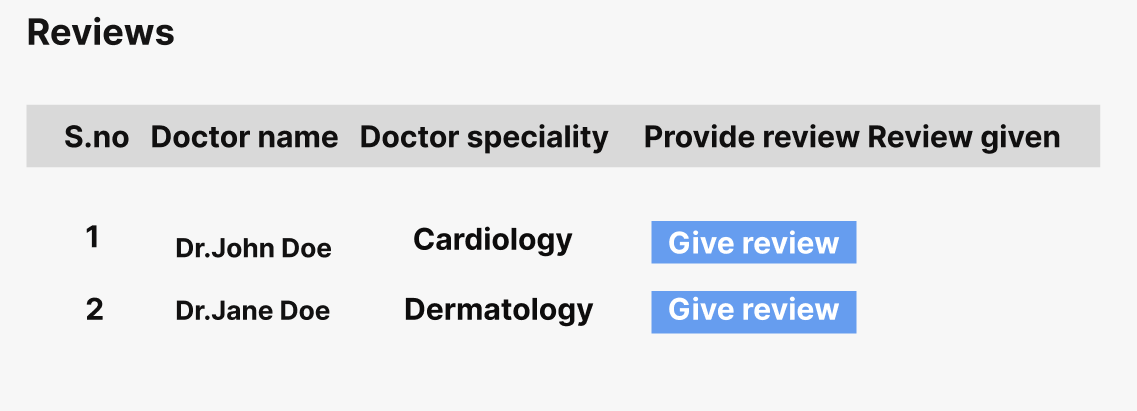 Reviews
S.no Doctor name Doctor speciality Provide review Review given
1 Dr.John Doe Cardiology Give review
2 Dr.Jane Doe Dermatology Give review